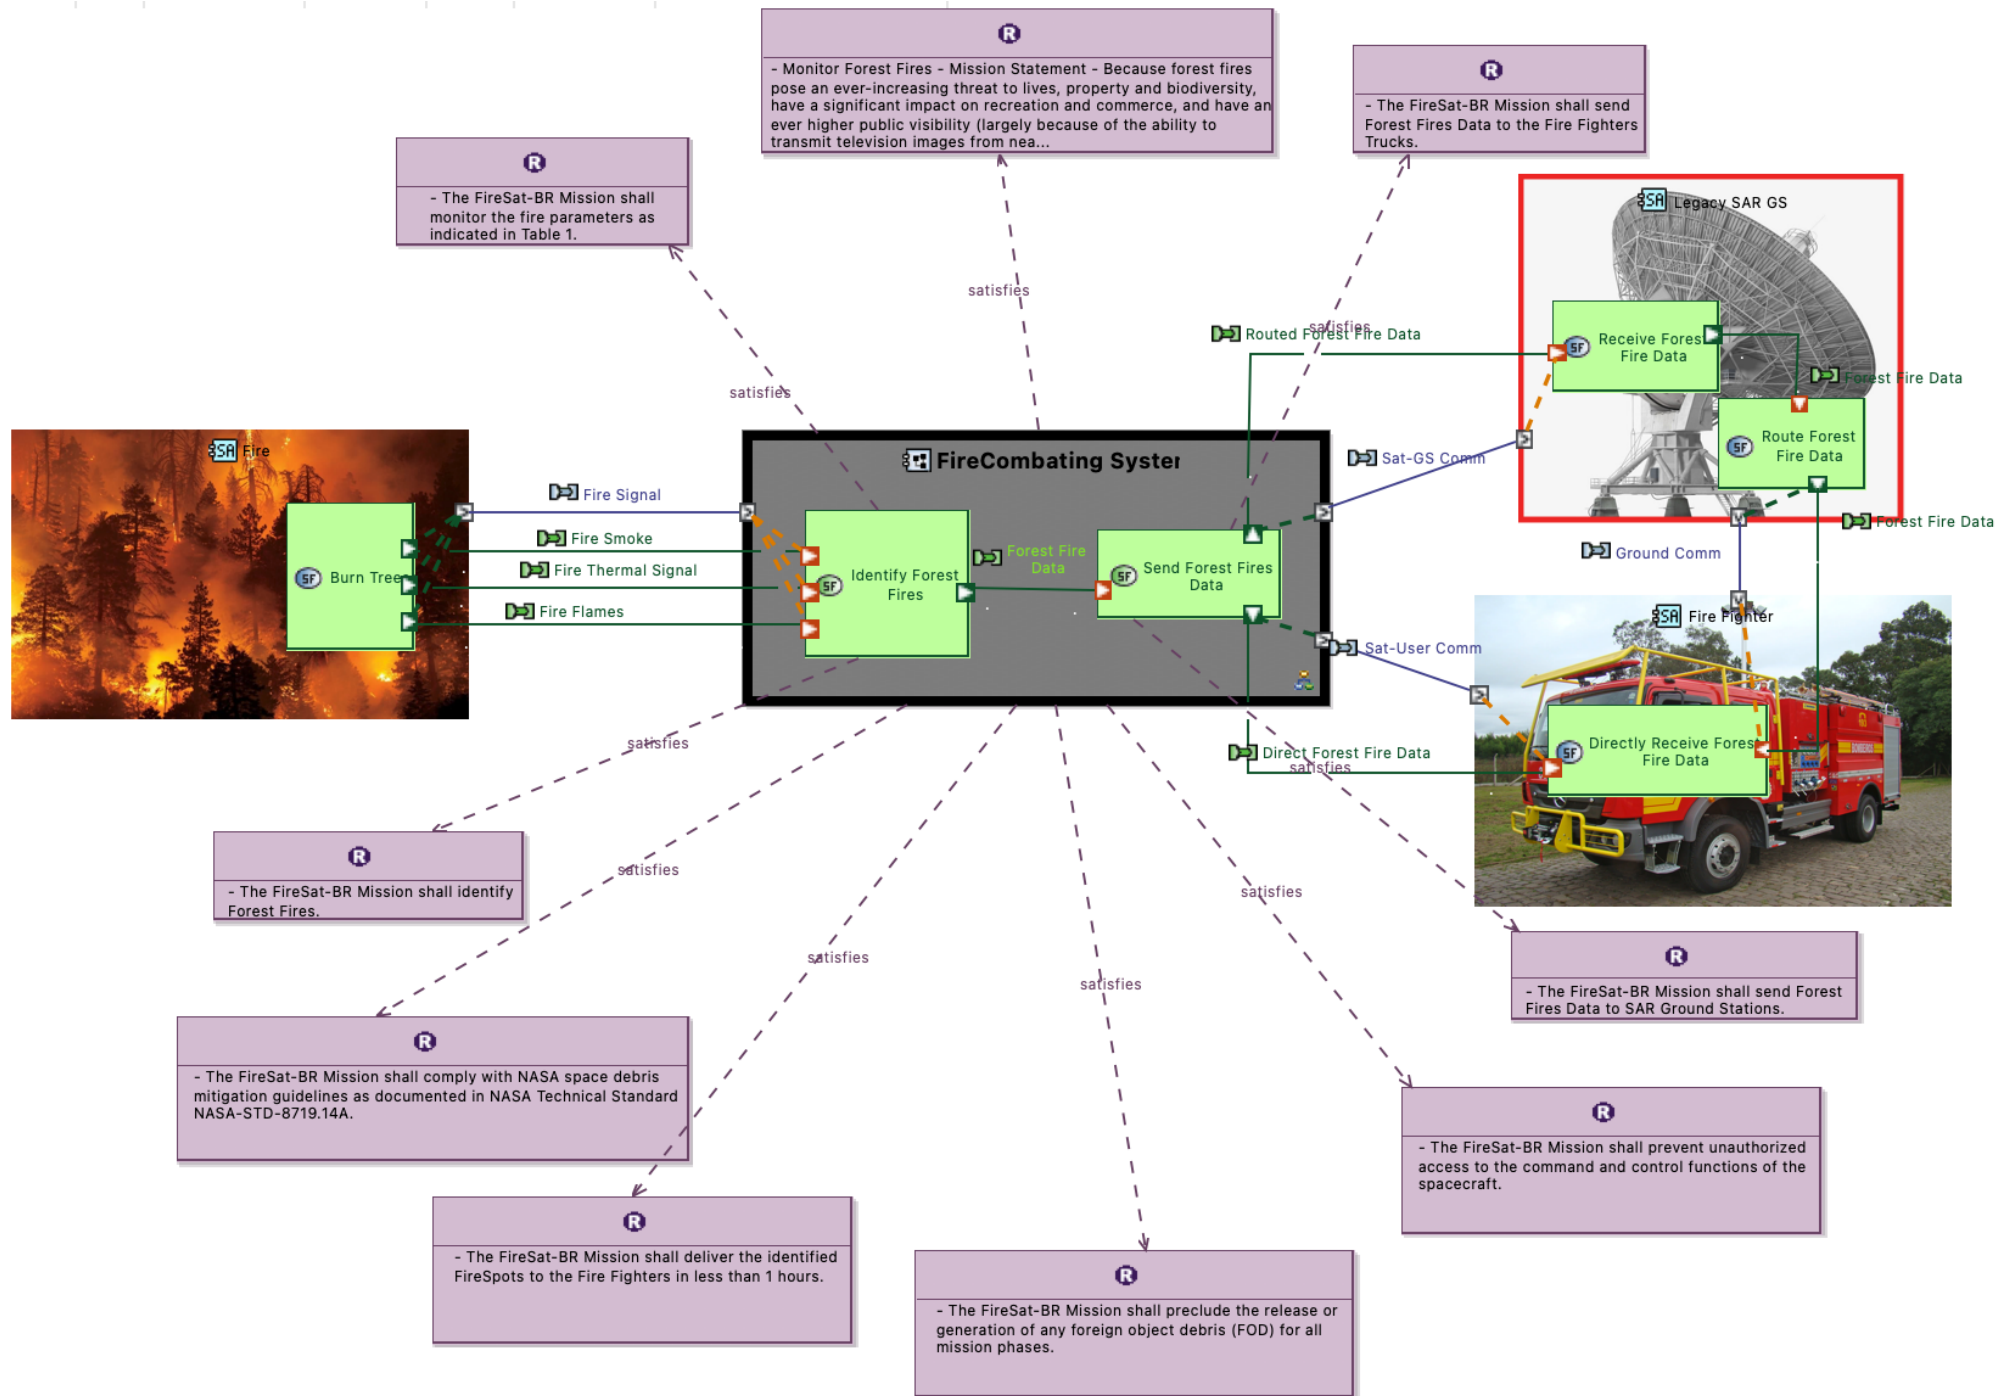 R
- Monitor Forest Fires - Mission Statement - Because forest fires
pose an ever-increasing threat to lives, property and biodiversity,
have a significant impact on recreation and commerce, and have an
ever higher public visibility (largely because of the ability to
transmit television images from nea...
R
- The FireSat-BR Mission shall send
Forest Fires Data to the Fire Fighters
Trucks.
R
- The FireSat-BR Mission shall
monitor the fire parameters as
indicated in Table 1.
SA Legacy SAR GS
satisfies
satisfies
satisfies
Routed Forest Fire Data
SF
Receive Forest
Fire Data
Forest Fire Data
SF
Route Forest
Fire Data
Forest Fire Data
SA Fire
SF
Burn Trees
Fire Signal
Fire Smoke
Fire Thermal Signal
Fire Flames
FireCombating System
SF
Identify Forest
Fires
Forest Fire
Data
SF
Send Forest Fires
Data
Sat-GS Comm
Ground Comm
Sat-User Comm
SA Fire Fighter
SF
Directly Receive Forest
Fire Data
Direct Forest Fire Data
satisfies
satisfies
satisfies
satisfies
satisfies
satisfies
R
- The FireSat-BR Mission shall identify
Forest Fires.
R
- The FireSat-BR Mission shall send Forest
Fires Data to SAR Ground Stations.
R
- The FireSat-BR Mission shall comply with NASA space debris
mitigation guidelines as documented in NASA Technical Standard
NASA-STD-8719.14A.
R
- The FireSat-BR Mission shall prevent unauthorized
access to the command and control functions of the
spacecraft.
R
- The FireSat-BR Mission shall deliver the identified
FireSpots to the Fire Fighters in less than 1 hours.
R
- The FireSat-BR Mission shall preclude the release or
generation of any foreign object debris (FOD) for all
mission phases.